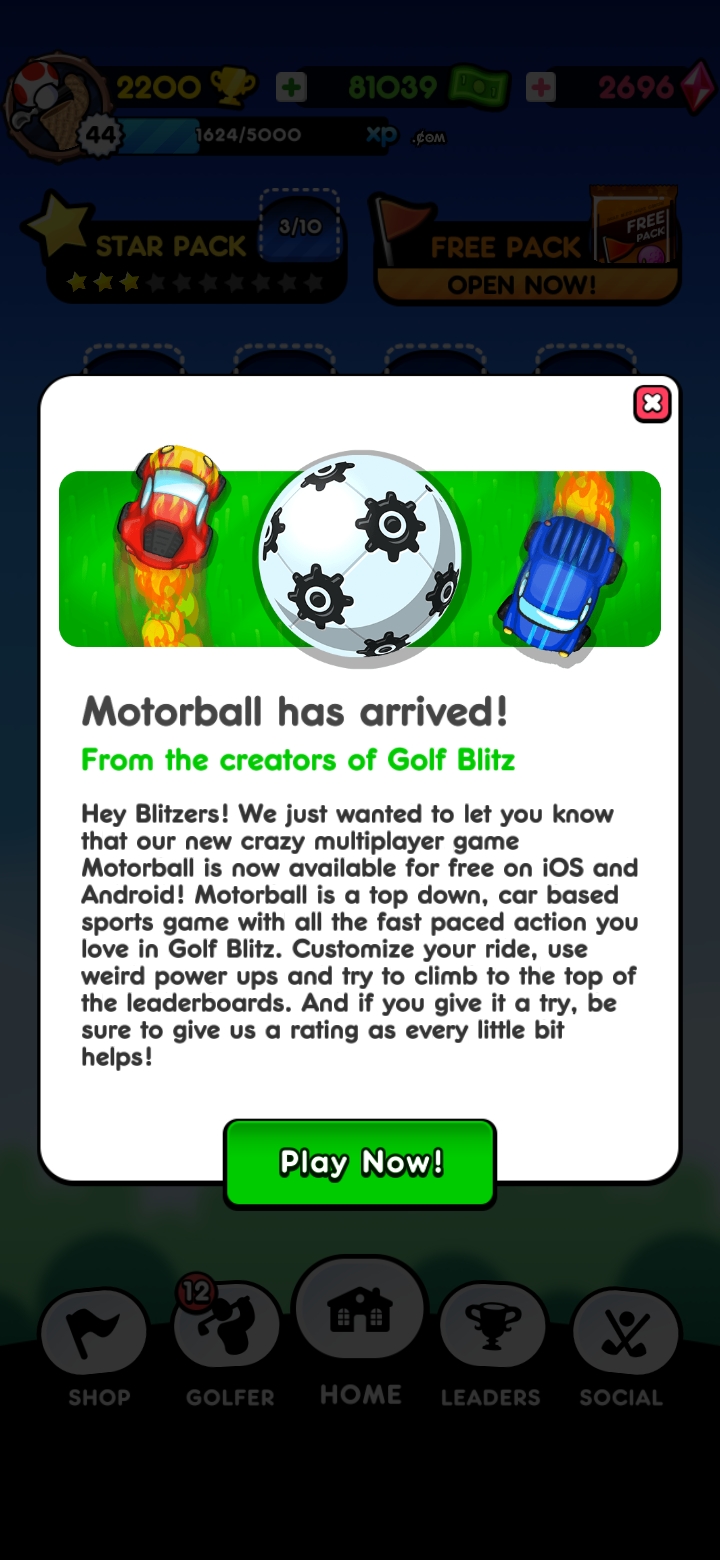 2200
81039
2696
44
1624/5000
xp
.¢OM
STAR PACK
3/10
FREE PACK
FREE
PACK
OPEN NOW!
Motorball has arrived!
From the creators of Golf Blitz
Hey Blitzers! We just wanted to let you know
that our new crazy multiplayer game
Motorball is now available for free on iOS and
Android! Motorball is a top down, car based
sports game with all the fast paced action you
love in Golf Blitz. Customize your ride, use
weird power ups and try to climb to the top of
the leaderboards. And if you give it a try, be
sure to give us a rating as every little bit
helps!
Play Now!
12
SHOP
GOLFER
HOME
LEADERS
SOCIAL